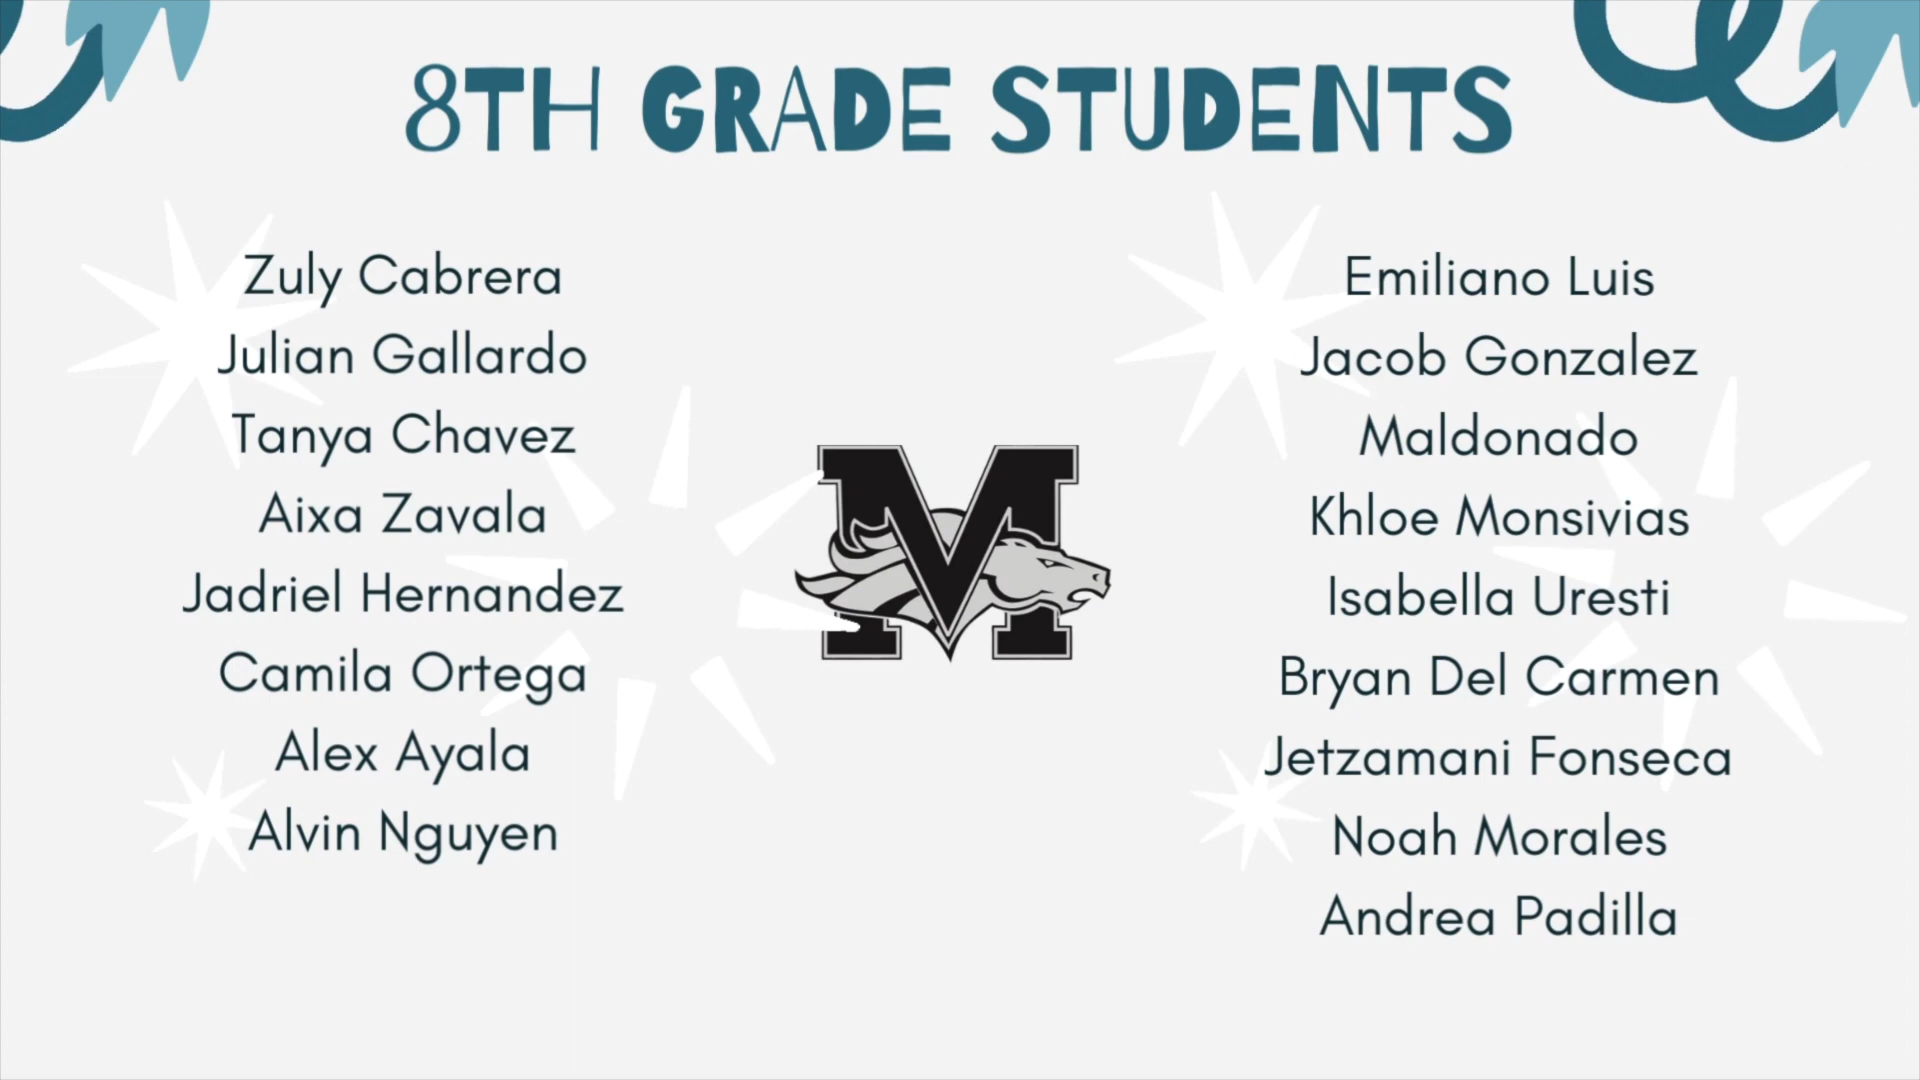 8TH GRADE STUDENTS
Zuly Cabrera
Julian Gallardo
Tanya Chavez
Aixa Zavala
Jadriel Hernandez
Camila Ortega
Alex Ayala
Alvin Nguyen
M
Emiliano Luis
Jacob Gonzalez
Maldonado
Khloe Monsivias
Isabella Uresti
Bryan Del Carmen
Jetzamani Fonseca
Noah Morales
Andrea Padilla